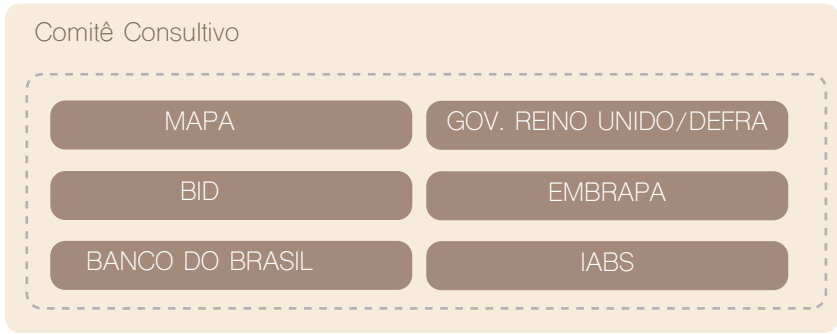 Comitê Consultivo
MAPA
GOV. REINO UNIDO/DEFRA
BID
EMBRAPA
BANCO DO BRASIL
IABS